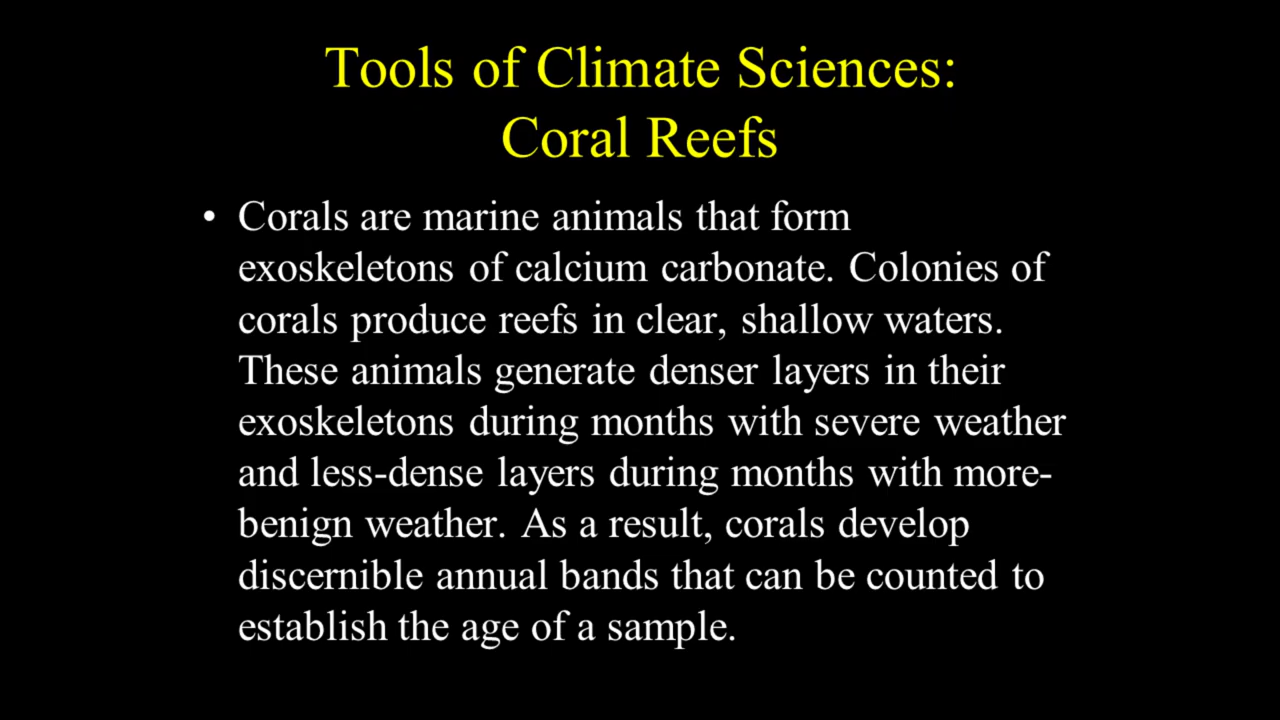 Tools of Climate Sciences:
Coral Reefs
• Corals are marine animals that form
exoskeletons of calcium carbonate. Colonies of
corals produce reefs in clear, shallow waters.
These animals generate denser layers in their
exoskeletons during months with severe weather
and less-dense layers during months with more-
benign weather. As a result, corals develop
discernible annual bands that can be counted to
establish the age of a sample.